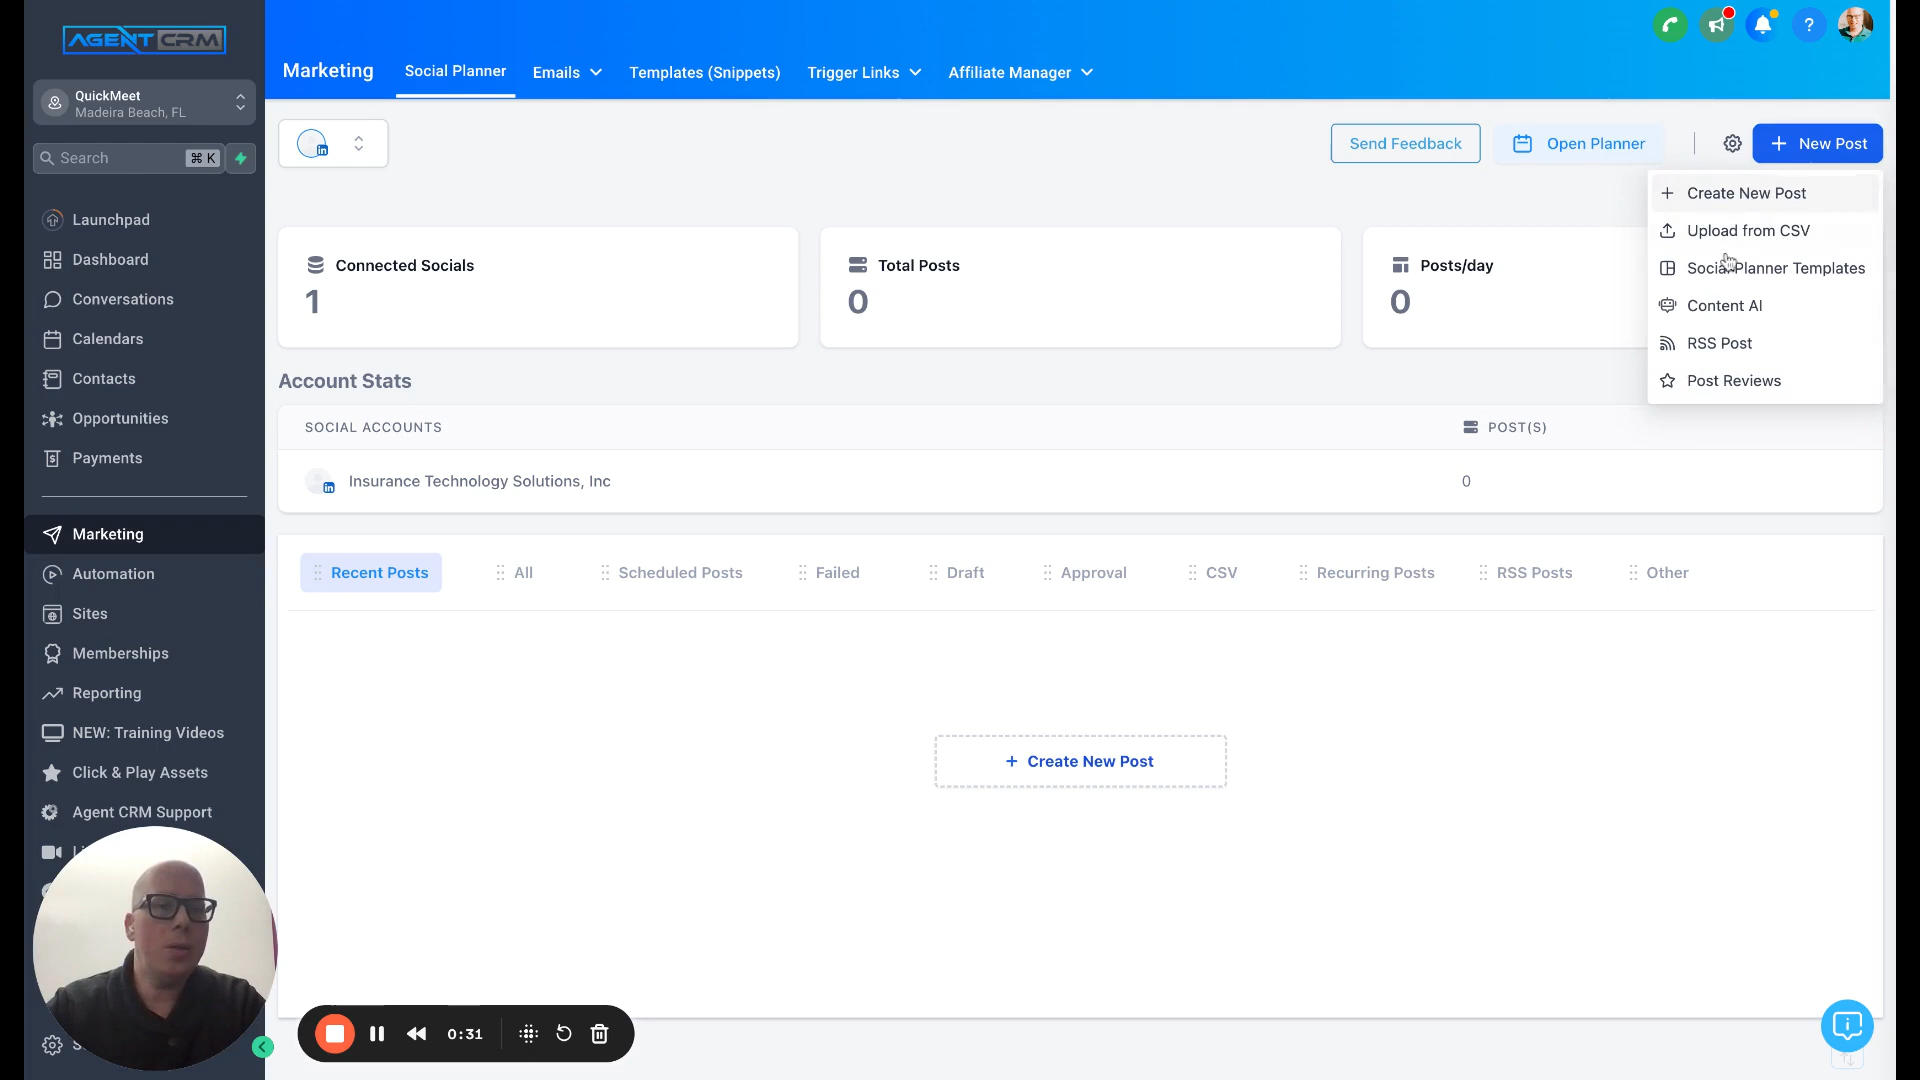 AGENT CRM
QuickMeet
Madeira Beach, FL
Search
⌘ K
Launchpad
Dashboard
Conversations
Calendars
Contacts
Opportunities
Payments
Marketing
Automation
Sites
Memberships
Reporting
NEW: Training Videos
Click & Play Assets
Agent CRM Support
Marketing
Social Planner
Emails
Templates (Snippets)
Trigger Links
Affiliate Manager
Send Feedback
Open Planner
New Post
Create New Post
Upload from CSV
Social Planner Templates
Content AI
RSS Post
Post Reviews
Connected Socials
1
Total Posts
0
Posts/day
0
Account Stats
SOCIAL ACCOUNTS
POST(S)
in
Insurance Technology Solutions, Inc
0
Recent Posts
All
Scheduled Posts
Failed
Draft
Approval
CSV
Recurring Posts
RSS Posts
Other
+ Create New Post
0:31